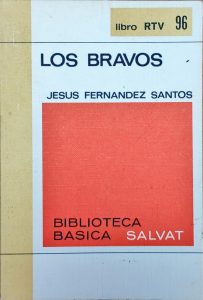 libro RTV 96
LOS BRAVOS
JESUS FERNANDEZ SANTOS
BIBLIOTECA
BASICA SALVAT